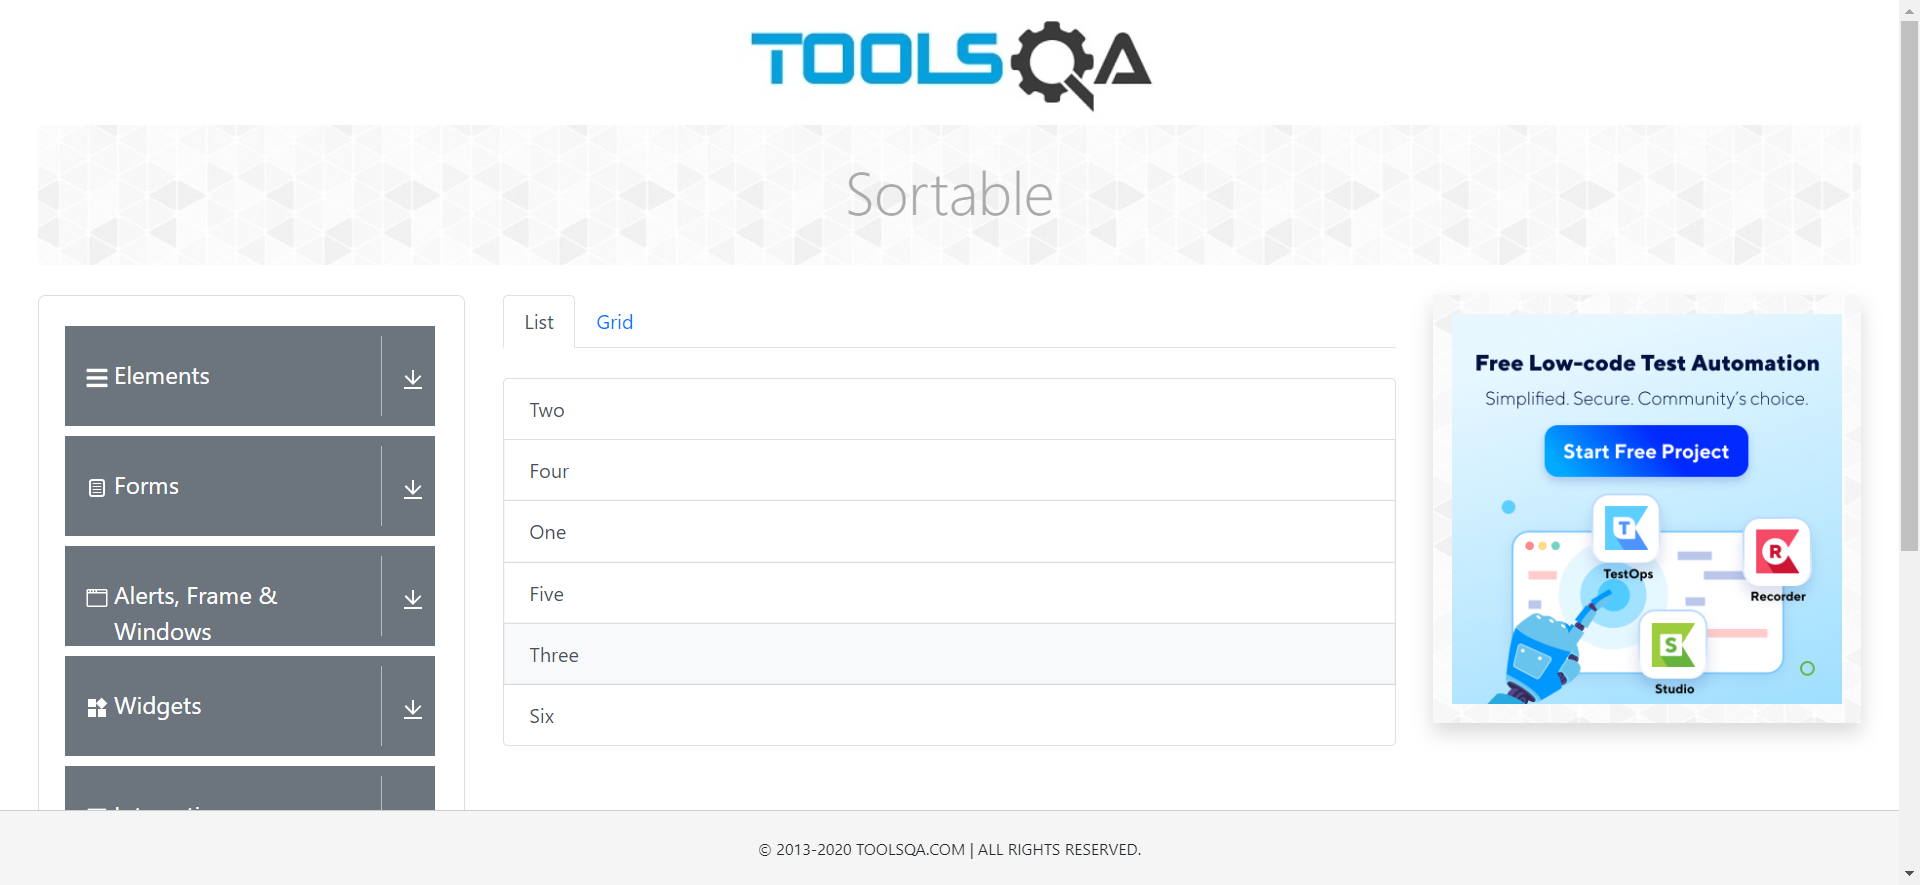 TOOLSQA
Sortable
Elements
Forms
Alerts, Frame &
Windows
Widgets
List
Grid
Two
Four
One
Five
Three
Six
Free Low-code Test Automation
Simplified. Secure. Community's choice.
Start Free Project
T
TestOps
R
Recorder
S
Studio
© 2013-2020 TOOLSQA.COM | ALL RIGHTS RESERVED.